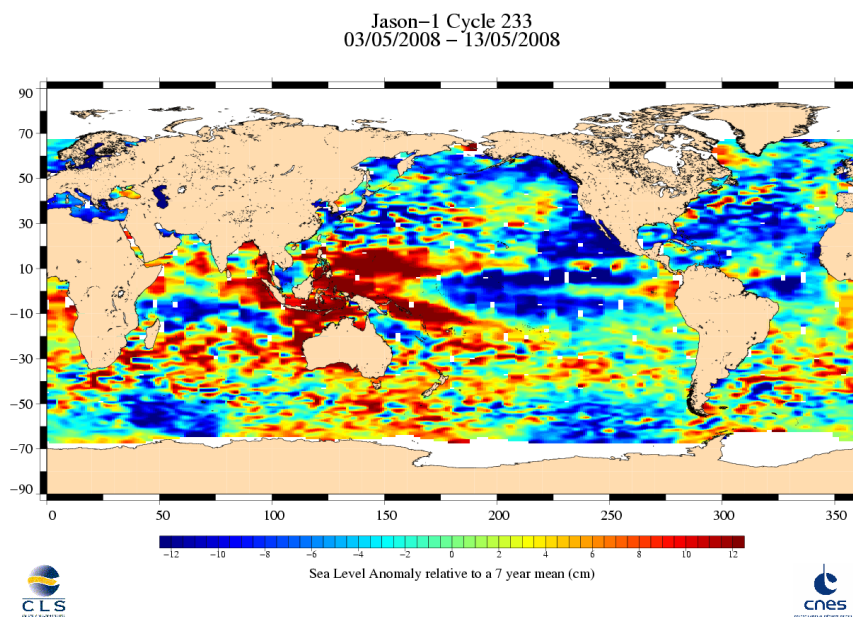 Jason-1 Cycle 233
03/05/2008 – 13/05/2008
90
70
50
30
10
−10
−30
−50
−70
−90
0 50 100 150 200 250 300 350
−12 −10 −8 −6 −4 −2 0 2 4 6 8 10 12
Sea Level Anomaly relative to a 7 year mean (cm)
CLS
cnes